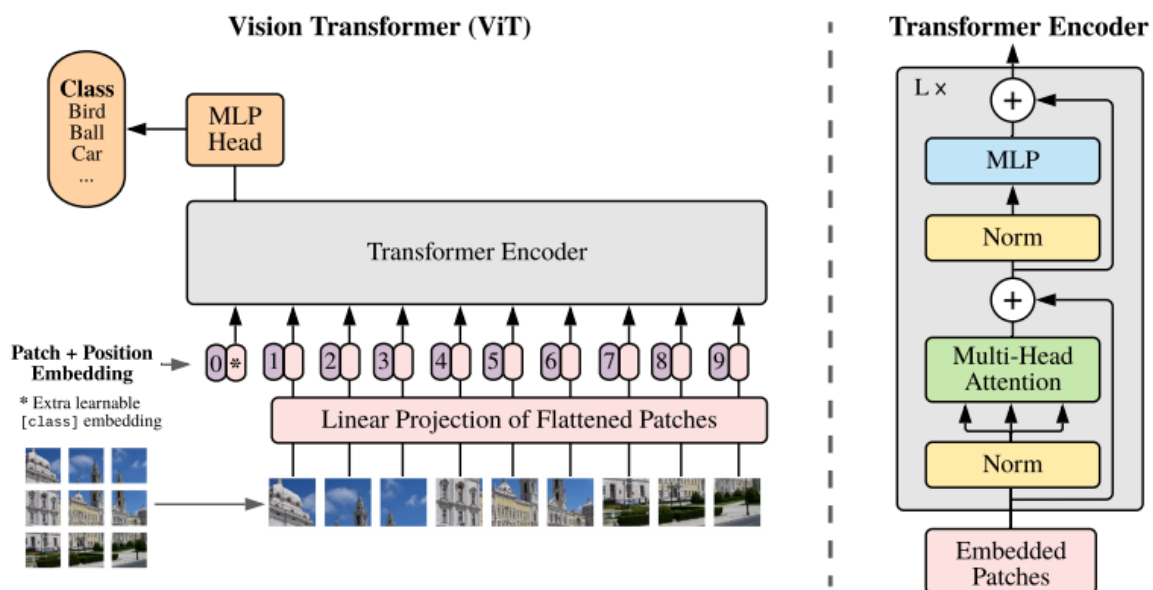 Vision Transformer (ViT)
Class
Bird
Ball
Car
...
MLP
Head
Transformer Encoder
Patch + Position
Embedding
0 * 1 2 3 4 5 6 7 8 9
* Extra learnable
[class] embedding
Linear Projection of Flattened Patches
Transformer Encoder
L ×
+
MLP
Norm
+
Multi-Head
Attention
Norm
Embedded
Patches